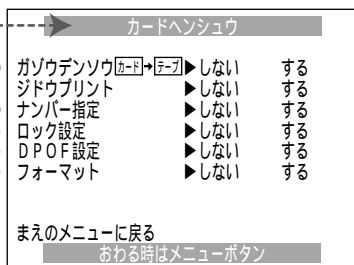 カードヘンシュウ
ガゾウデンソウカード→テープ▶しない する
ジドウプリント ▶しない する
ナンバー指定 ▶しない する
ロック設定 ▶しない する
DPOF設定 ▶しない する
フォーマット ▶しない する
まえのメニューに戻る
おわる時はメニューボタン